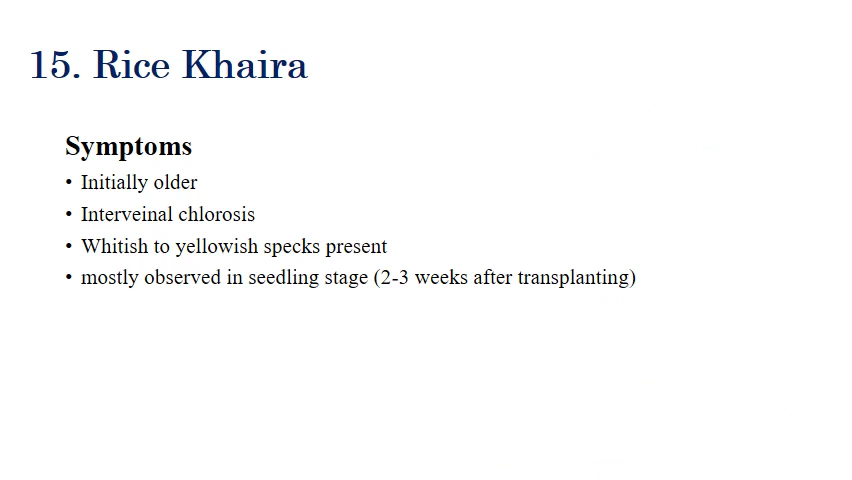 15. Rice Khaira
Symptoms
• Initially older
• Interveinal chlorosis
• Whitish to yellowish specks present
• mostly observed in seedling stage (2-3 weeks after transplanting)